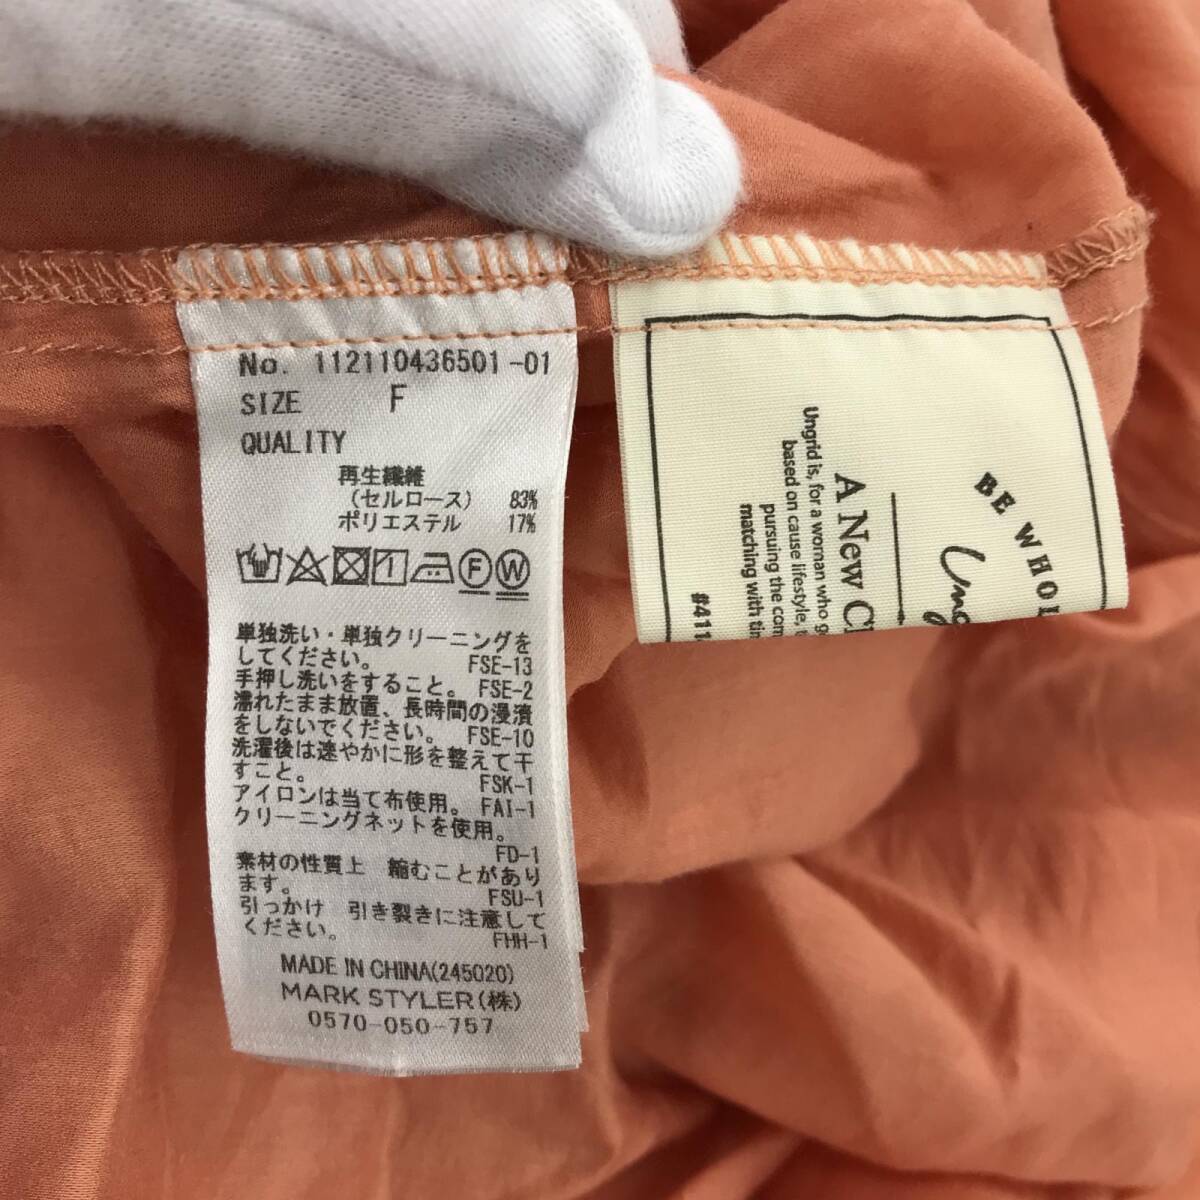 No. 112110436501-01
SIZE F
QUALITY
再生繊維
(セルロース) 83%
ポリエステル 17%
F W
単独洗い・単独クリーニングを
してください。 FSE-13
手押し洗いをすること。 FSE-2
濡れたまま放置、長時間の浸漬
をしないでください。 FSE-10
洗濯後は速やかに形を整えて干
すこと。 FSK-1
アイロンは当て布使用。 FAI-1
クリーニングネットを使用。
FD-1
素材の性質上 縮むことがあり
ます。 FSU-1
引っかけ 引き裂きに注意して
ください。 FHH-1
MADE IN CHINA(245020)
MARK STYLER(株)
0570-050-757
BE WHOL
Ung
A New C
Ungrid is, for a woman who g
based on cause lifestyle, t
pursuing the com
matching with tim
#411